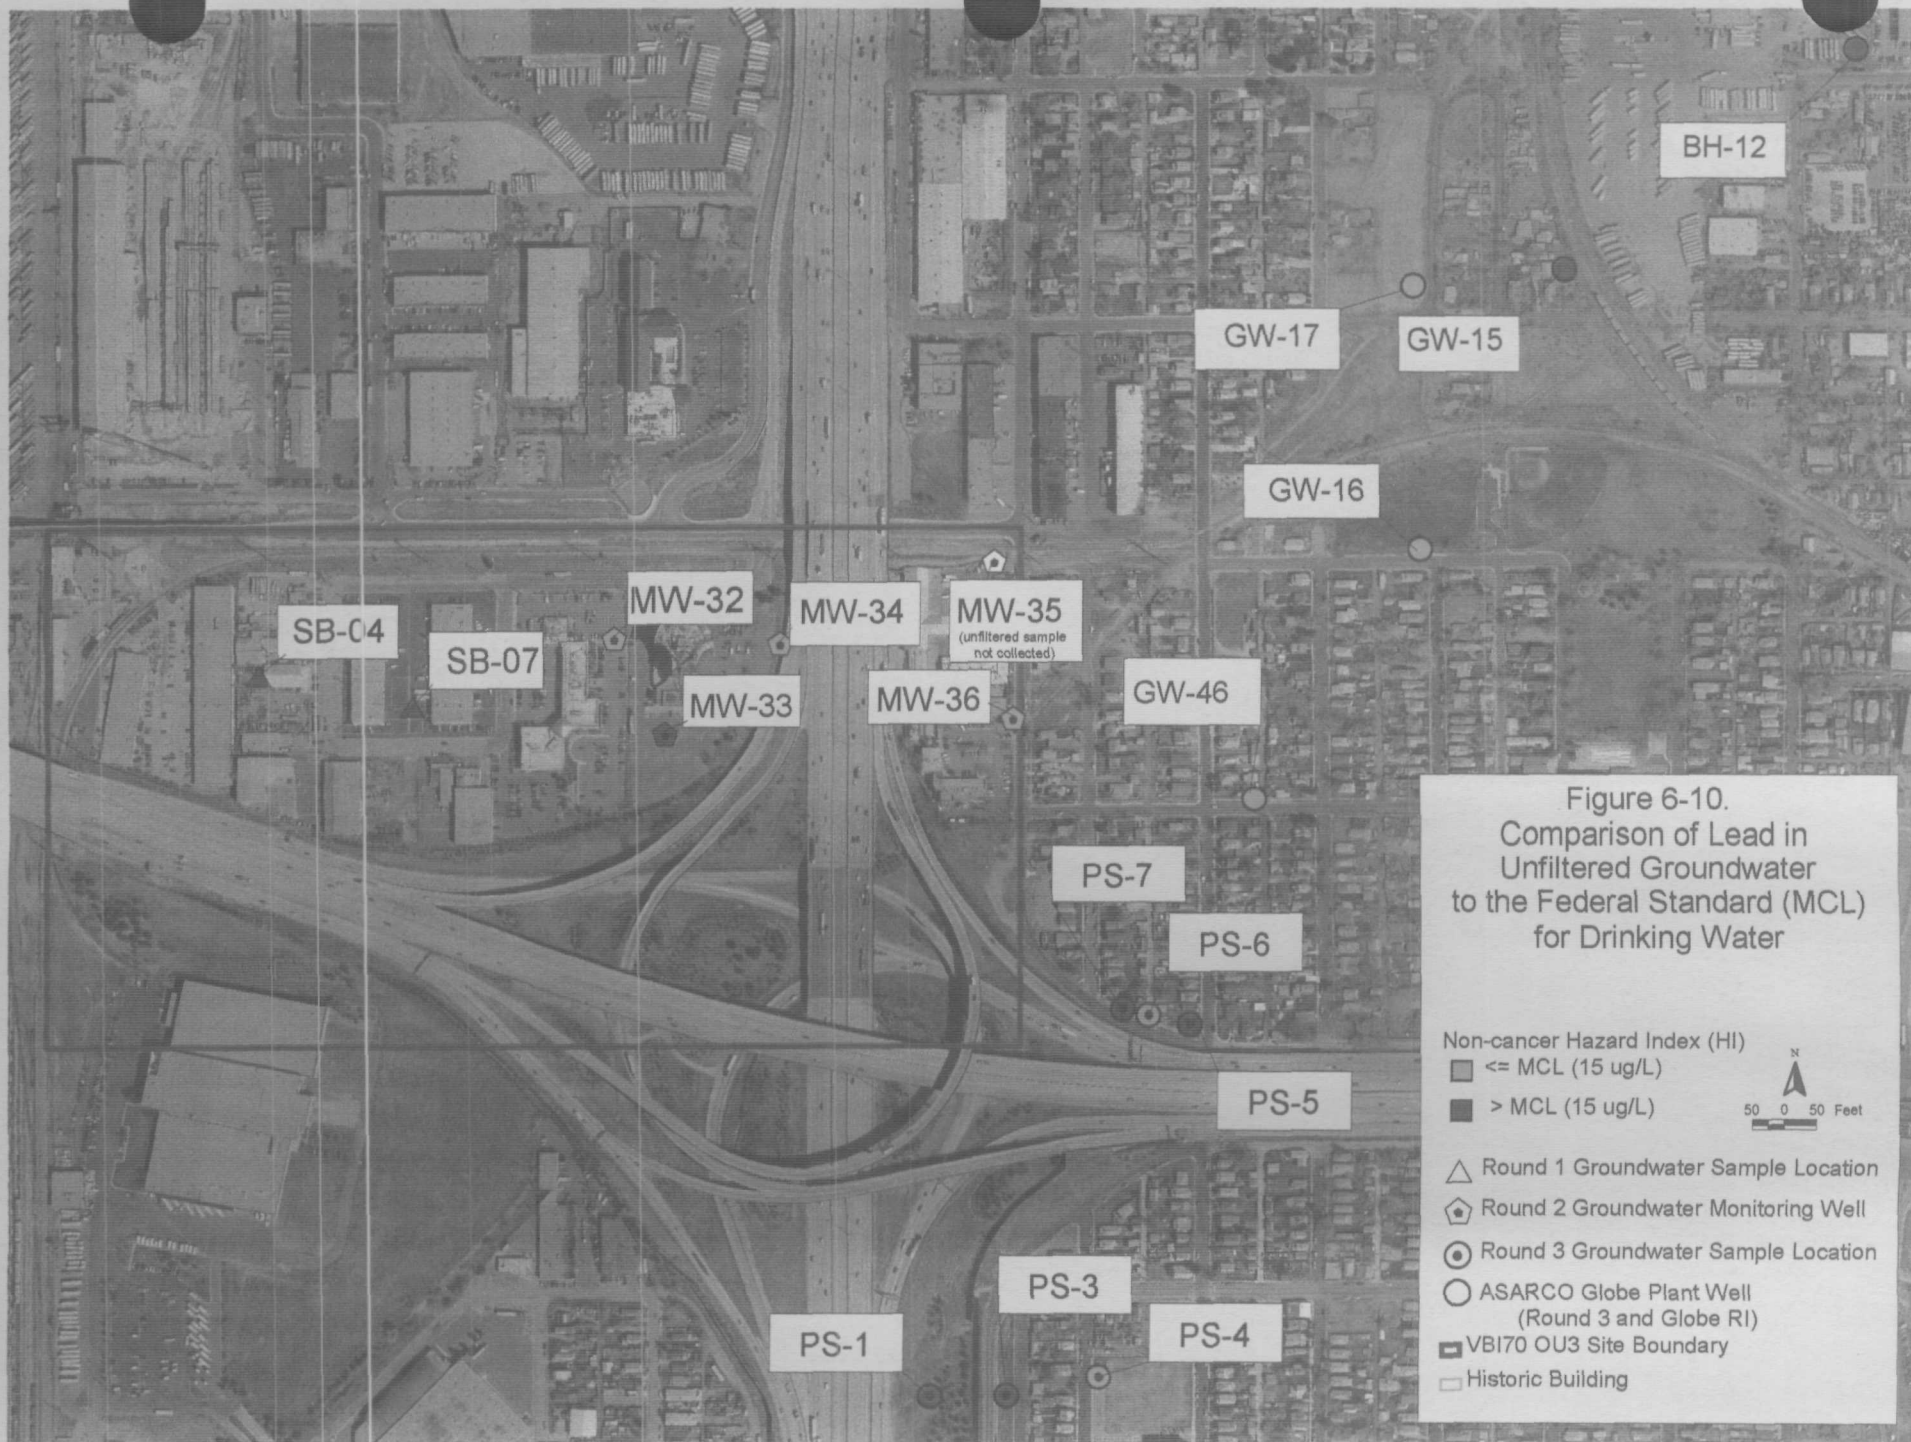 BH-12
GW-17
GW-15
GW-16
MW-32
MW-34
MW-35
(unfiltered sample
not collected)
SB-04
SB-07
MW-33
MW-36
GW-46
PS-7
PS-6
PS-5
PS-3
PS-1
PS-4
Figure 6-10.
Comparison of Lead in
Unfiltered Groundwater
to the Federal Standard (MCL)
for Drinking Water
Non-cancer Hazard Index (HI)
<= MCL (15 ug/L)
> MCL (15 ug/L)
N
50 0 50 Feet
Round 1 Groundwater Sample Location
Round 2 Groundwater Monitoring Well
Round 3 Groundwater Sample Location
ASARCO Globe Plant Well
(Round 3 and Globe RI)
VBI70 OU3 Site Boundary
Historic Building